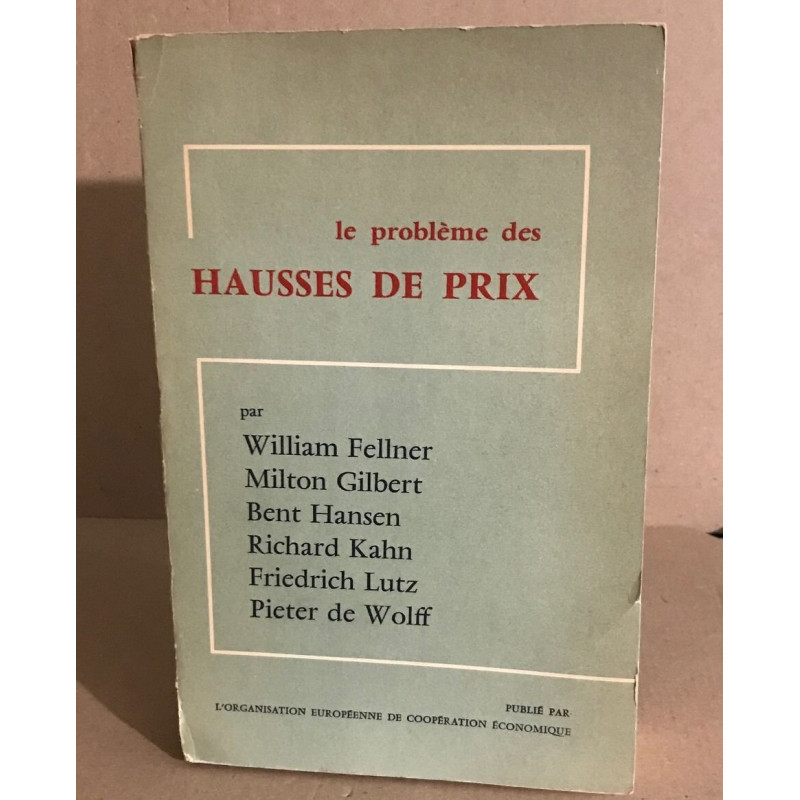 le problème des
HAUSSES DE PRIX
par
William Fellner
Milton Gilbert
Bent Hansen
Richard Kahn
Friedrich Lutz
Pieter de Wolff
PUBLIÉ PAR
L'ORGANISATION EUROPÉENNE DE COOPÉRATION ÉCONOMIQUE